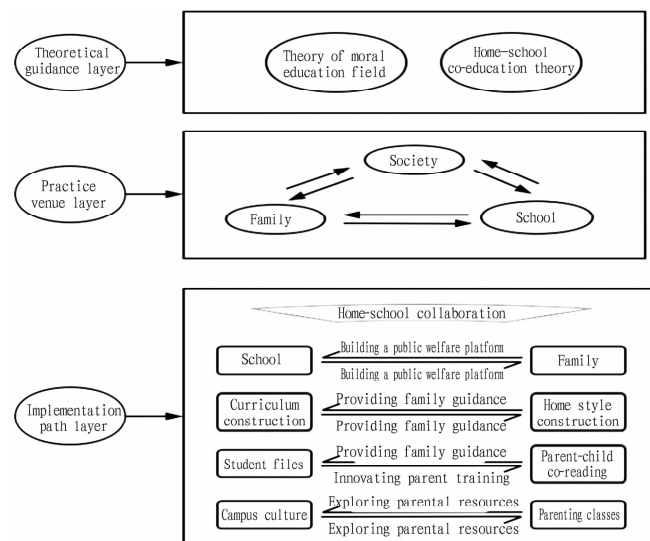 Theoretical
guidance layer
Theory of moral
education field
Home-school
co-education theory
Practice
venue layer
Society
Family
School
Implementation
path layer
Home-school collaboration
School
Building a public welfare platform
Building a public welfare platform
Family
Curriculum
construction
Providing family guidance
Providing family guidance
Home style
construction
Student files
Providing family guidance
Innovating parent training
Parent-child
co-reading
Campus culture
Exploring parental resources
Exploring parental resources
Parenting classes